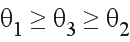 θ₁ ≥ θ₃ ≥ θ₂